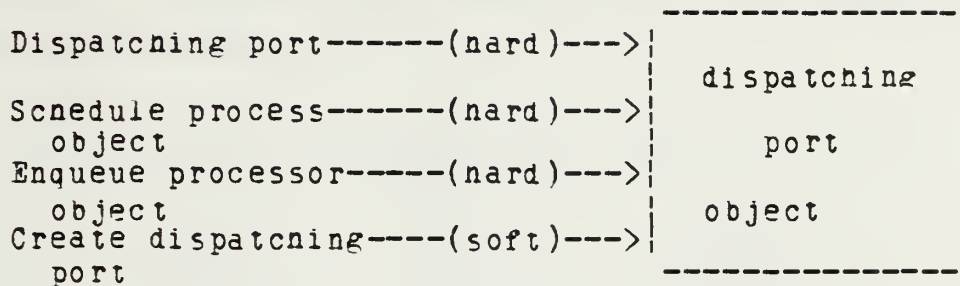 Dispatching port------(hard)--->|
dispatching
Schedule process------(hard)--->|
object
port
Enqueue processor-----(hard)--->|
object
object
Create dispatching----(soft)--->|
port